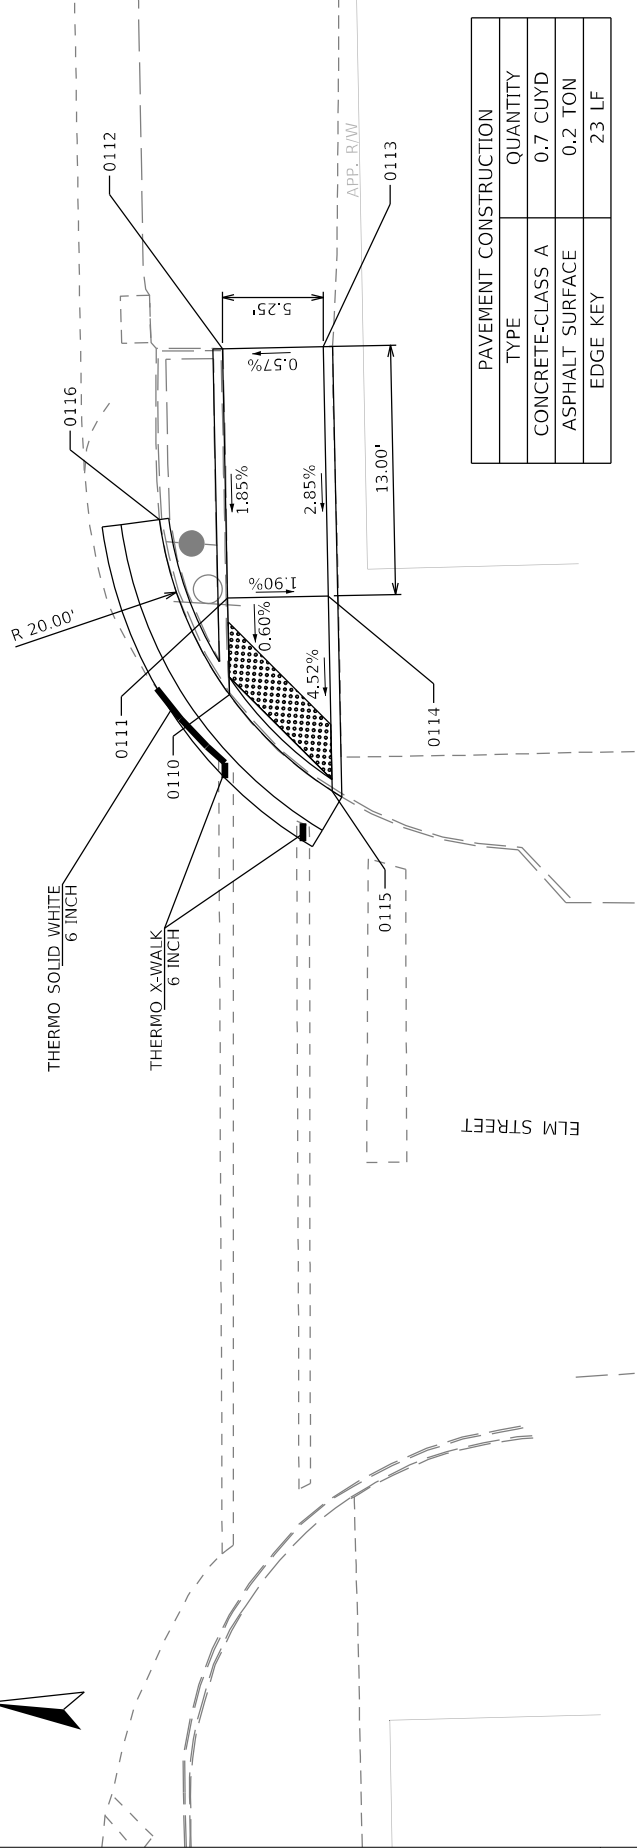 0112
0113
0116
APP. R/W
5.25'
0.57%
1.85%
2.85%
13.00'
R 20.00'
1.90%
0.60%
4.52%
0111
0110
0114
0115
THERMO SOLID WHITE
6 INCH
THERMO X-WALK
6 INCH
ELM STREET
PAVEMENT CONSTRUCTION
TYPE QUANTITY
CONCRETE-CLASS A 0.7 CUYD
ASPHALT SURFACE 0.2 TON
EDGE KEY 23 LF